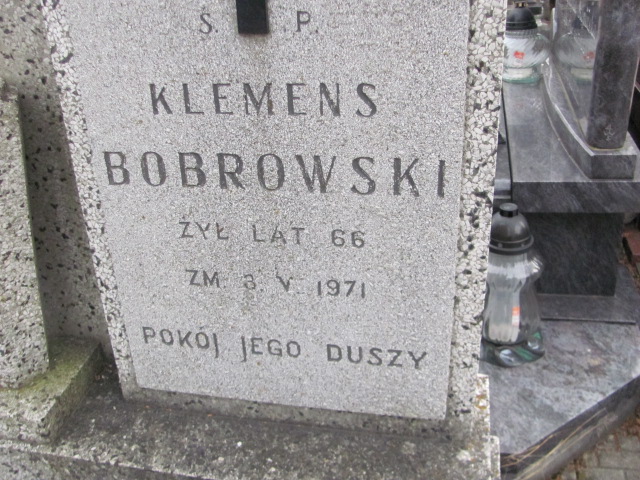 Ś. P.
KLEMENS
BOBROWSKI
ŻYŁ LAT 66
ZM. 3 V 1971
POKÓJ JEGO DUSZY